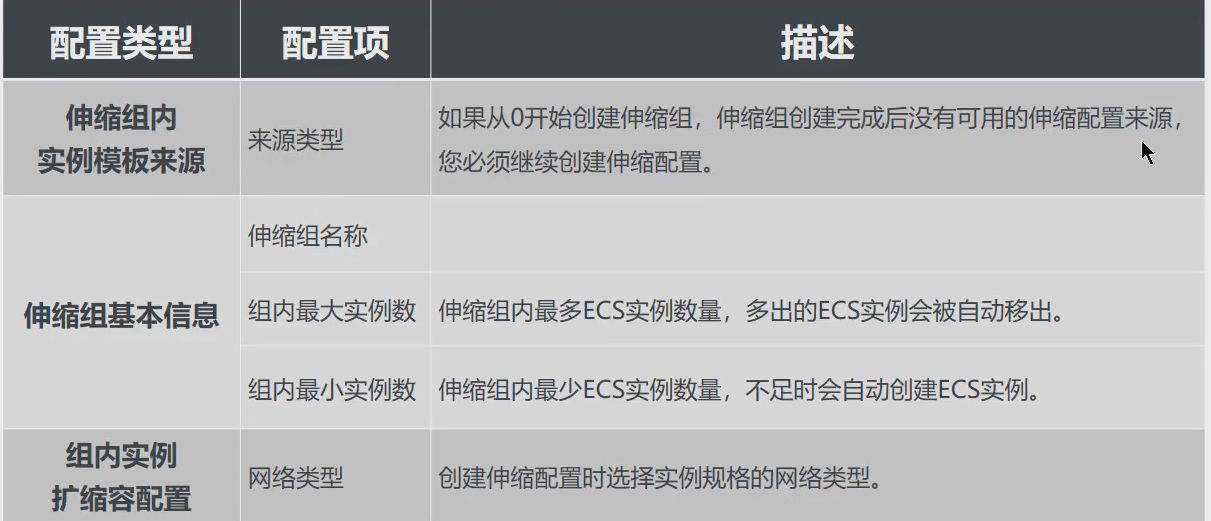 配置类型 配置项 描述
伸缩组内
实例模板来源
来源类型
如果从0开始创建伸缩组，伸缩组创建完成后没有可用的伸缩配置来源，
您必须继续创建伸缩配置。
伸缩组基本信息
伸缩组名称
组内最大实例数 伸缩组内最多ECS实例数量，多出的ECS实例会被自动移出。
组内最小实例数 伸缩组内最少ECS实例数量，不足时会自动创建ECS实例。
组内实例
扩缩容配置
网络类型 创建伸缩配置时选择实例规格的网络类型。